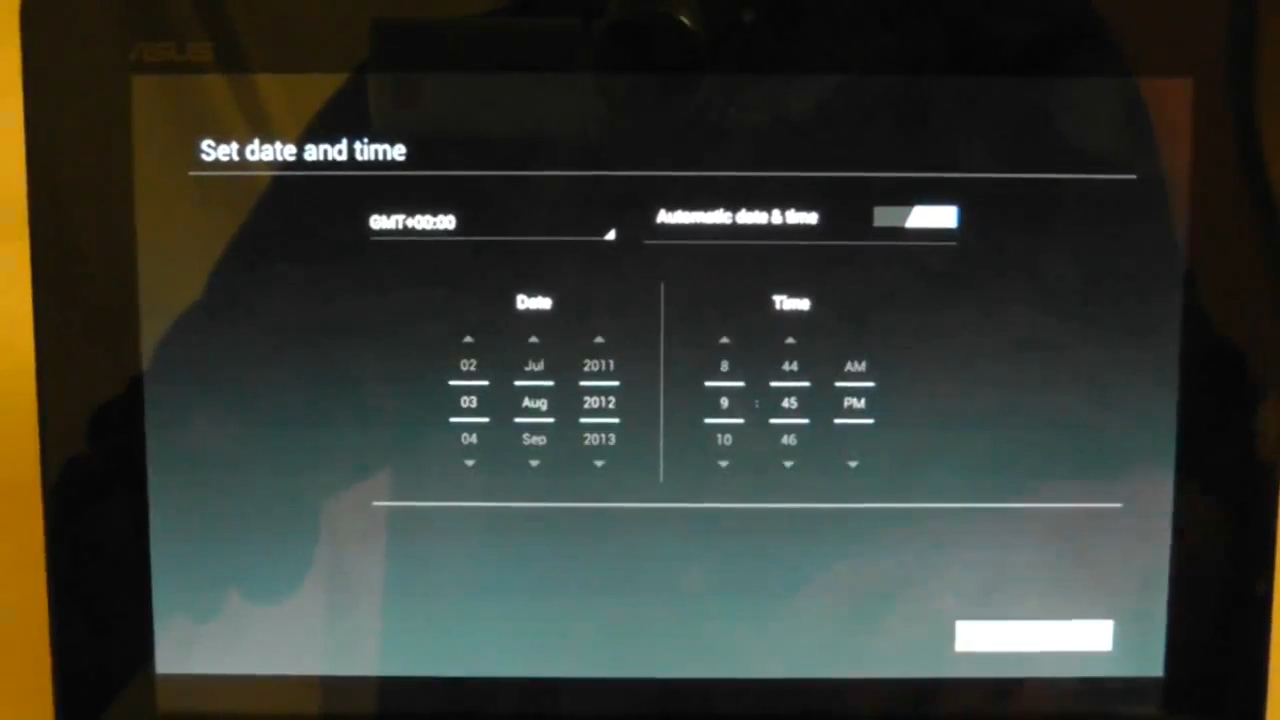 ASUS
Set date and time
GMT+00:00
Automatic date & time
Date
Time
02 Jul 2011 8 44 AM
03 Aug 2012 9 : 45 PM
04 Sep 2013 10 46